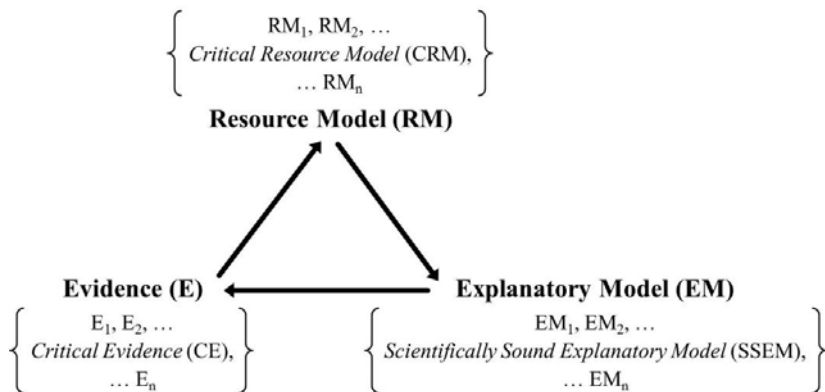 RM₁, RM₂, …
Critical Resource Model (CRM),
… RMₙ
Resource Model (RM)
Evidence (E)
E₁, E₂, …
Critical Evidence (CE),
… Eₙ
Explanatory Model (EM)
EM₁, EM₂, …
Scientifically Sound Explanatory Model (SSEM),
… EMₙ